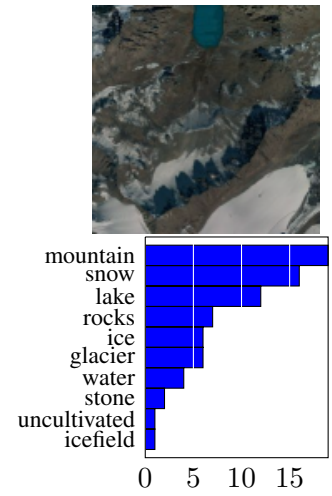 mountain
snow
lake
rocks
ice
glacier
water
stone
uncultivated
icefield
0 5 10 15